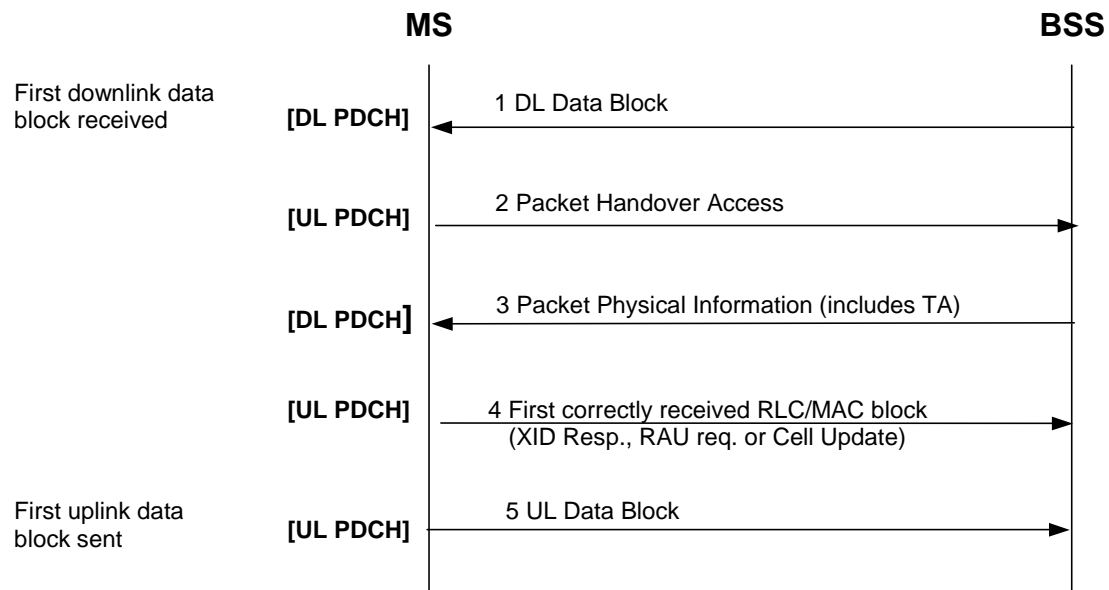 MS
BSS
First downlink data
block received
[DL PDCH]
1 DL Data Block
[UL PDCH]
2 Packet Handover Access
[DL PDCH]
3 Packet Physical Information (includes TA)
[UL PDCH]
4 First correctly received RLC/MAC block
(XID Resp., RAU req. or Cell Update)
First uplink data
block sent
[UL PDCH]
5 UL Data Block